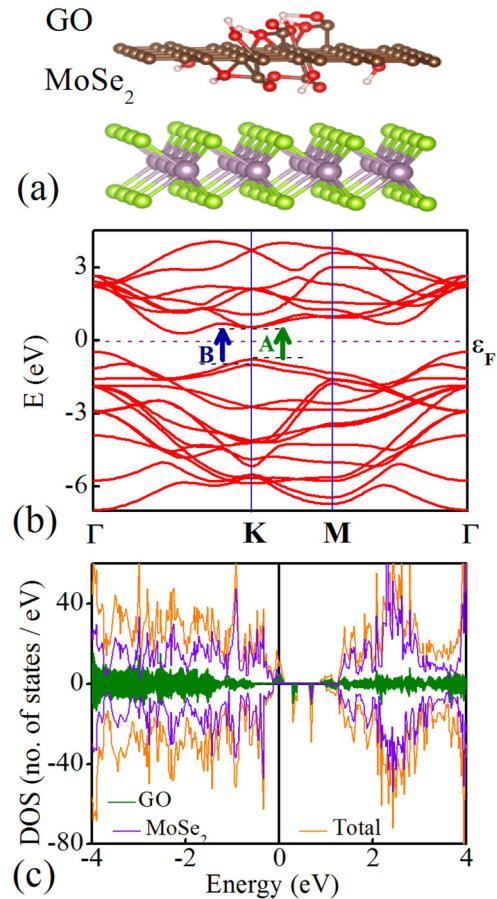 GO
MoSe2
(a)
3
0
-3
-6
E (eV)
B
A
εF
(b)
Γ
K
M
Γ
40
0
-40
-80
DOS (no. of states / eV)
GO
MoSe2
Total
-4
-2
0
2
4
(c)
Energy (eV)